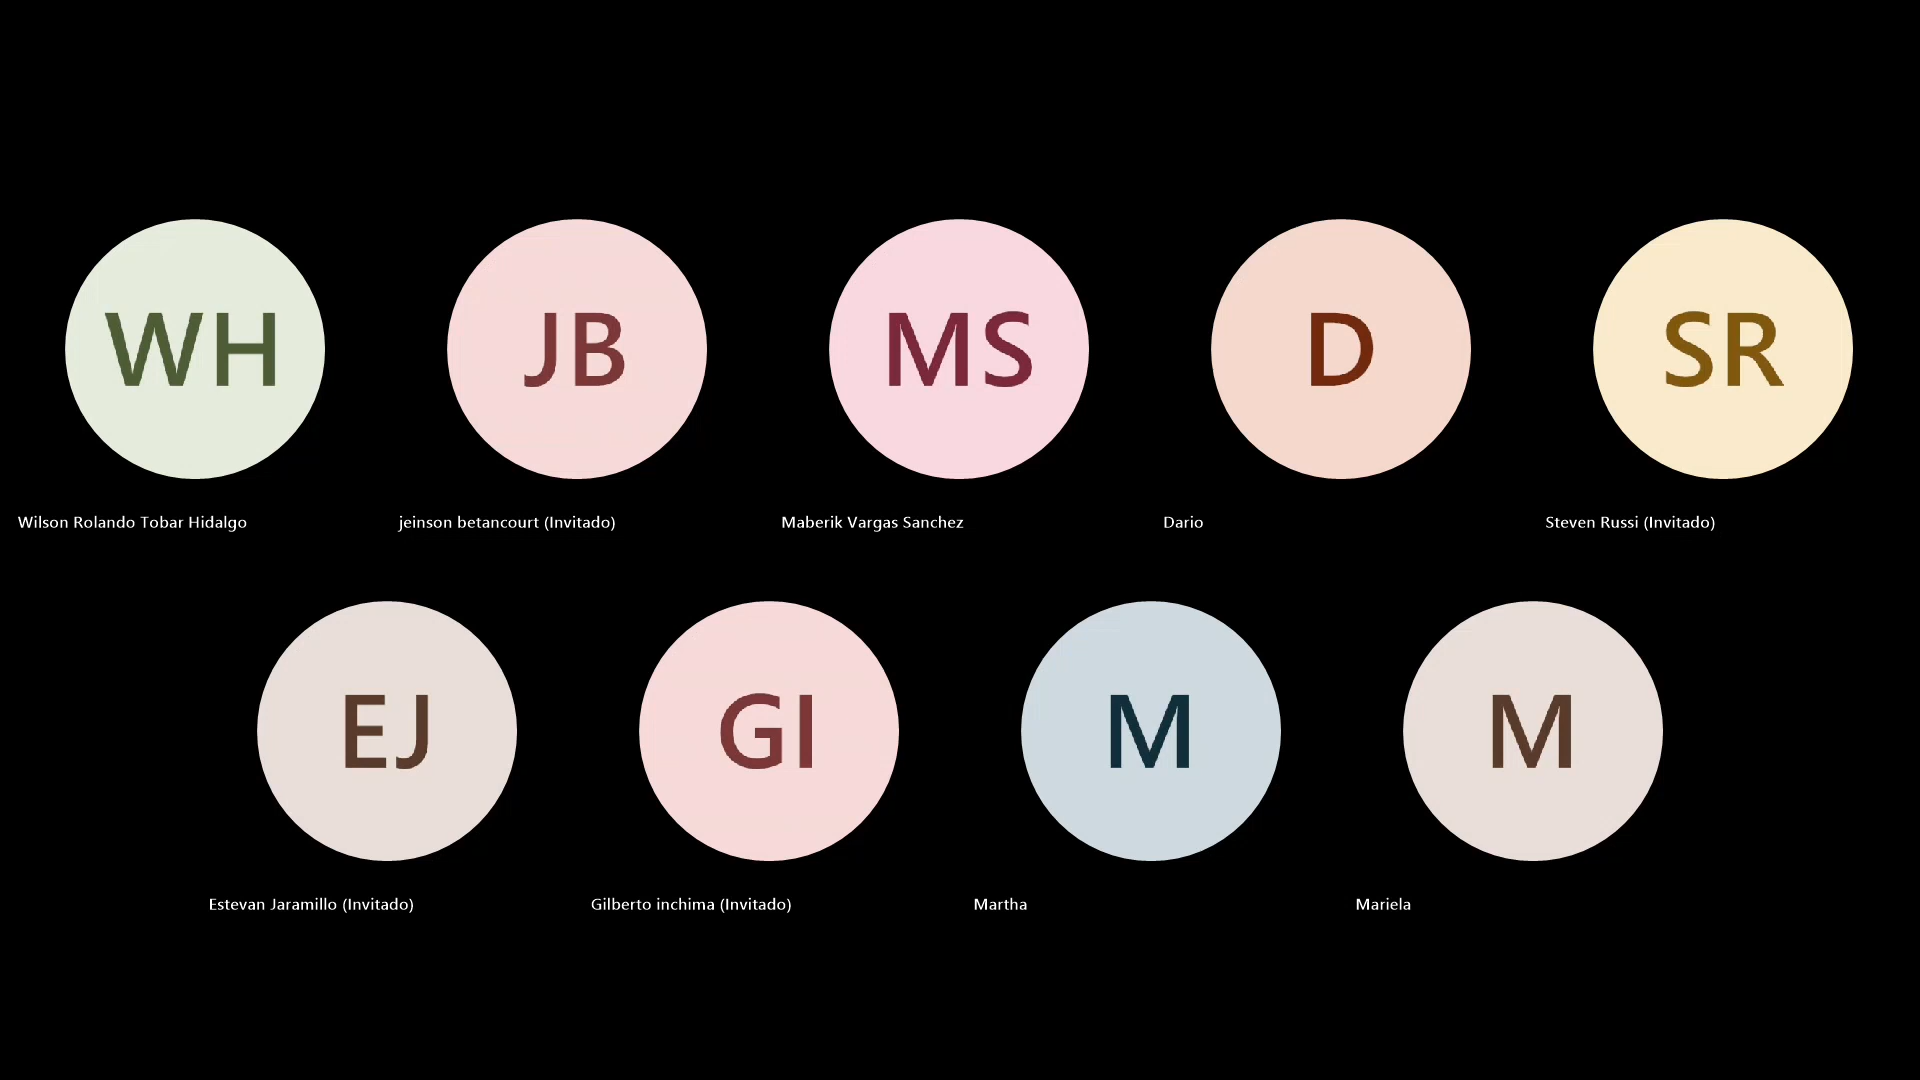 WH
JB
MS
D
SR
Wilson Rolando Tobar Hidalgo
jeinson betancourt (Invitado)
Maberik Vargas Sanchez
Dario
Steven Russi (Invitado)
EJ
GI
M
M
Estevan Jaramillo (Invitado)
Gilberto inchima (Invitado)
Martha
Mariela